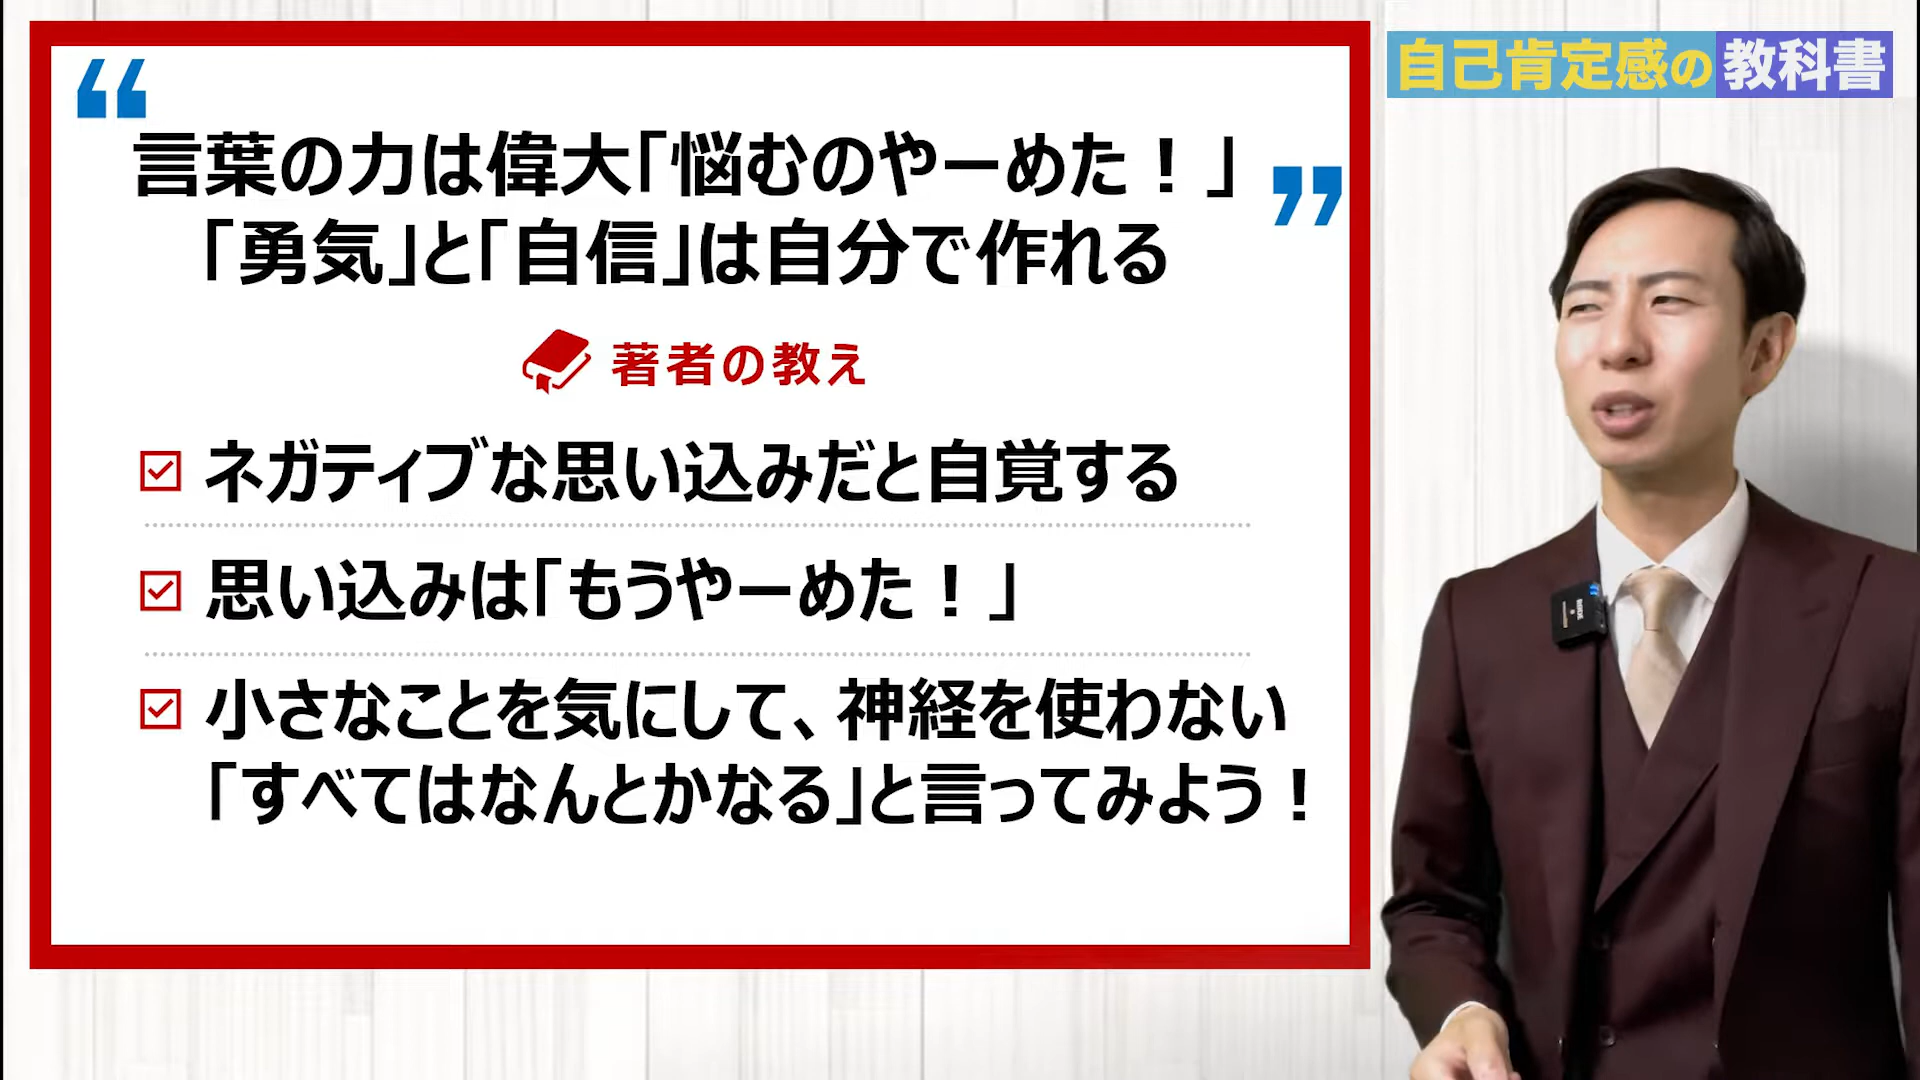 自己肯定感の教科書
言葉の力は偉大「悩むのやーめた！」
「勇気」と「自信」は自分で作れる
著者の教え
ネガティブな思い込みだと自覚する
思い込みは「もうやーめた！」
小さなことを気にして、神経を使わない
「すべてはなんとかなる」と言ってみよう！